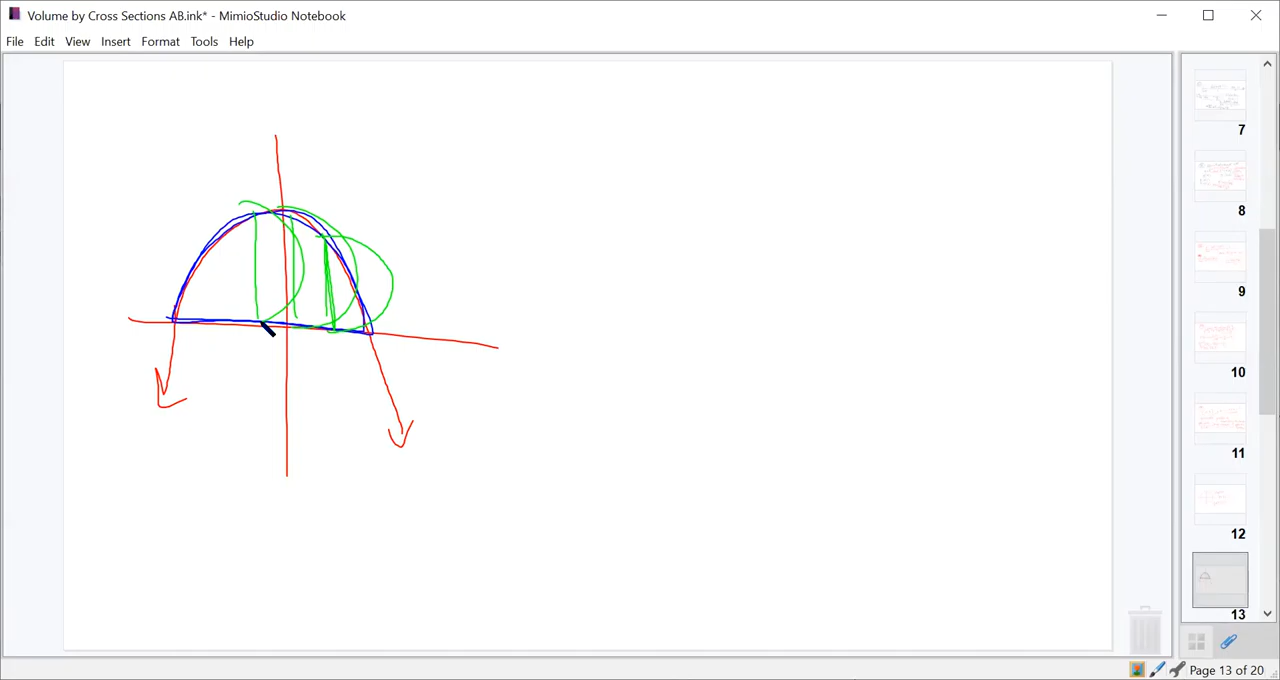 Volume by Cross Sections AB.ink* - MimioStudio Notebook
File Edit View Insert Format Tools Help
7
8
9
10
11
12
13
Page 13 of 20